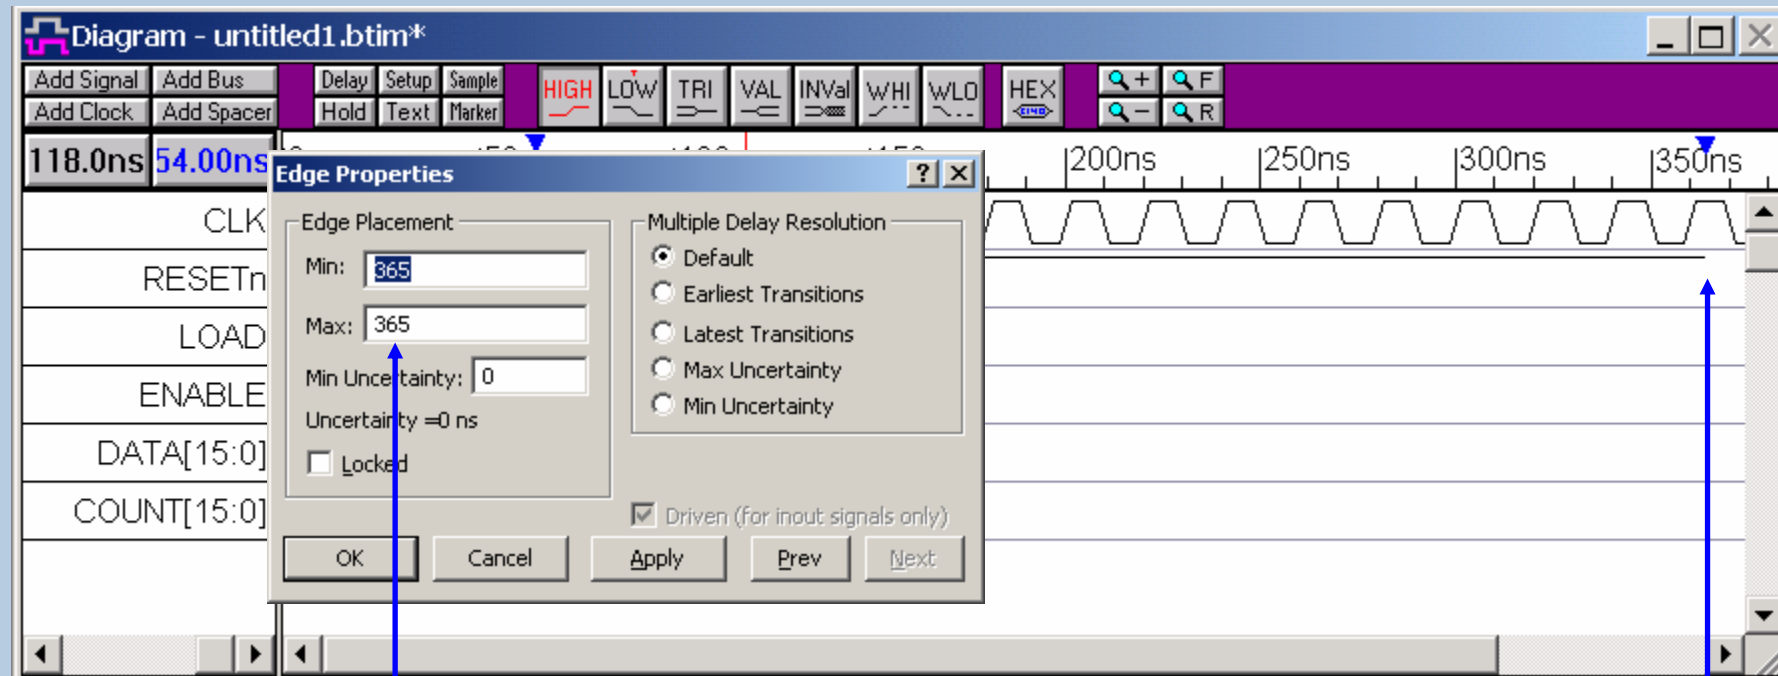 Diagram - untitled1.btim*
Add Signal Add Bus Delay Setup Sample HIGH LOW TRI VAL INVal WHI WLO HEX + F
Add Clock Add Spacer Hold Text Marker - R
118.0ns 54.00ns 200ns 250ns 300ns 350ns
Edge Properties
CLK
RESETn
LOAD
ENABLE
DATA[15:0]
COUNT[15:0]
Edge Placement
Min: 365
Max: 365
Min Uncertainty: 0
Uncertainty =0 ns
Locked
Multiple Delay Resolution
Default
Earliest Transitions
Latest Transitions
Max Uncertainty
Min Uncertainty
Driven (for inout signals only)
OK Cancel Apply Prev Next